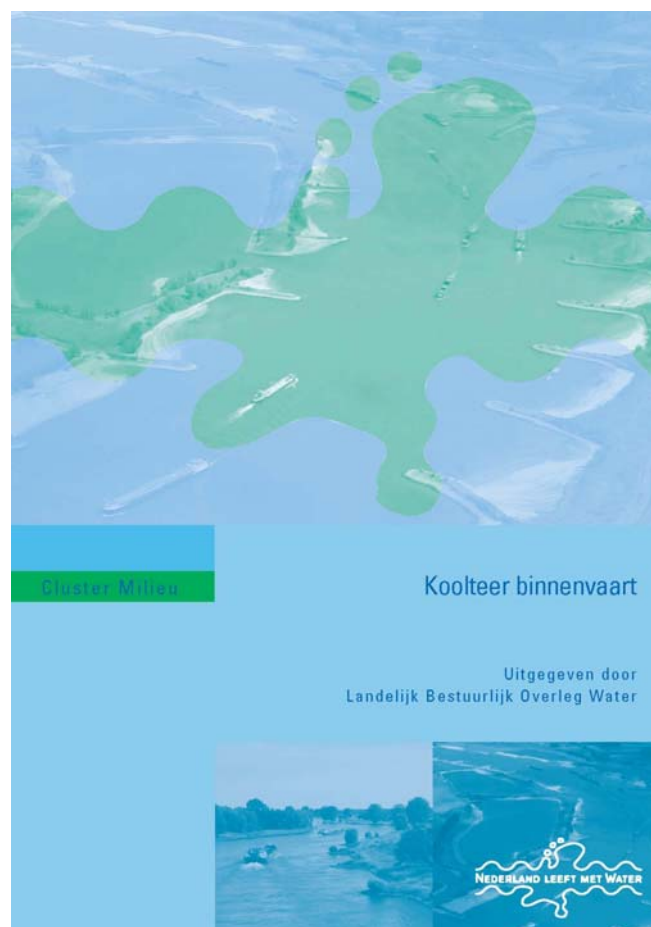 Cluster Milieu
Koolteer binnenvaart
Uitgegeven door
Landelijk Bestuurlijk Overleg Water
NEDERLAND LEEFT MET WATER